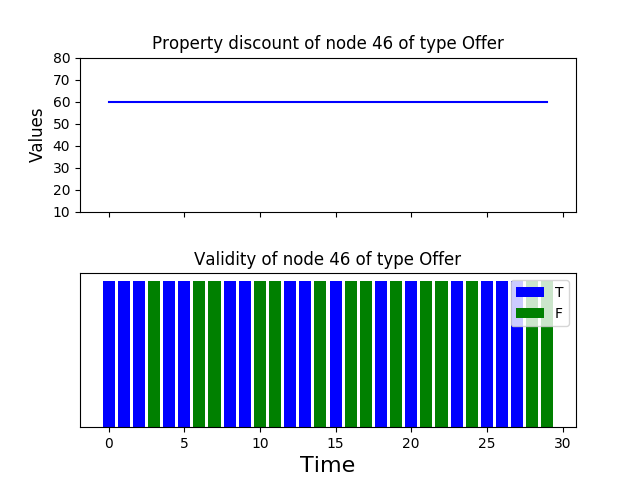 Property discount of node 46 of type Offer
80
70
60
50
40
30
20
10
Values
Validity of node 46 of type Offer
T
F
0 5 10 15 20 25 30
Time